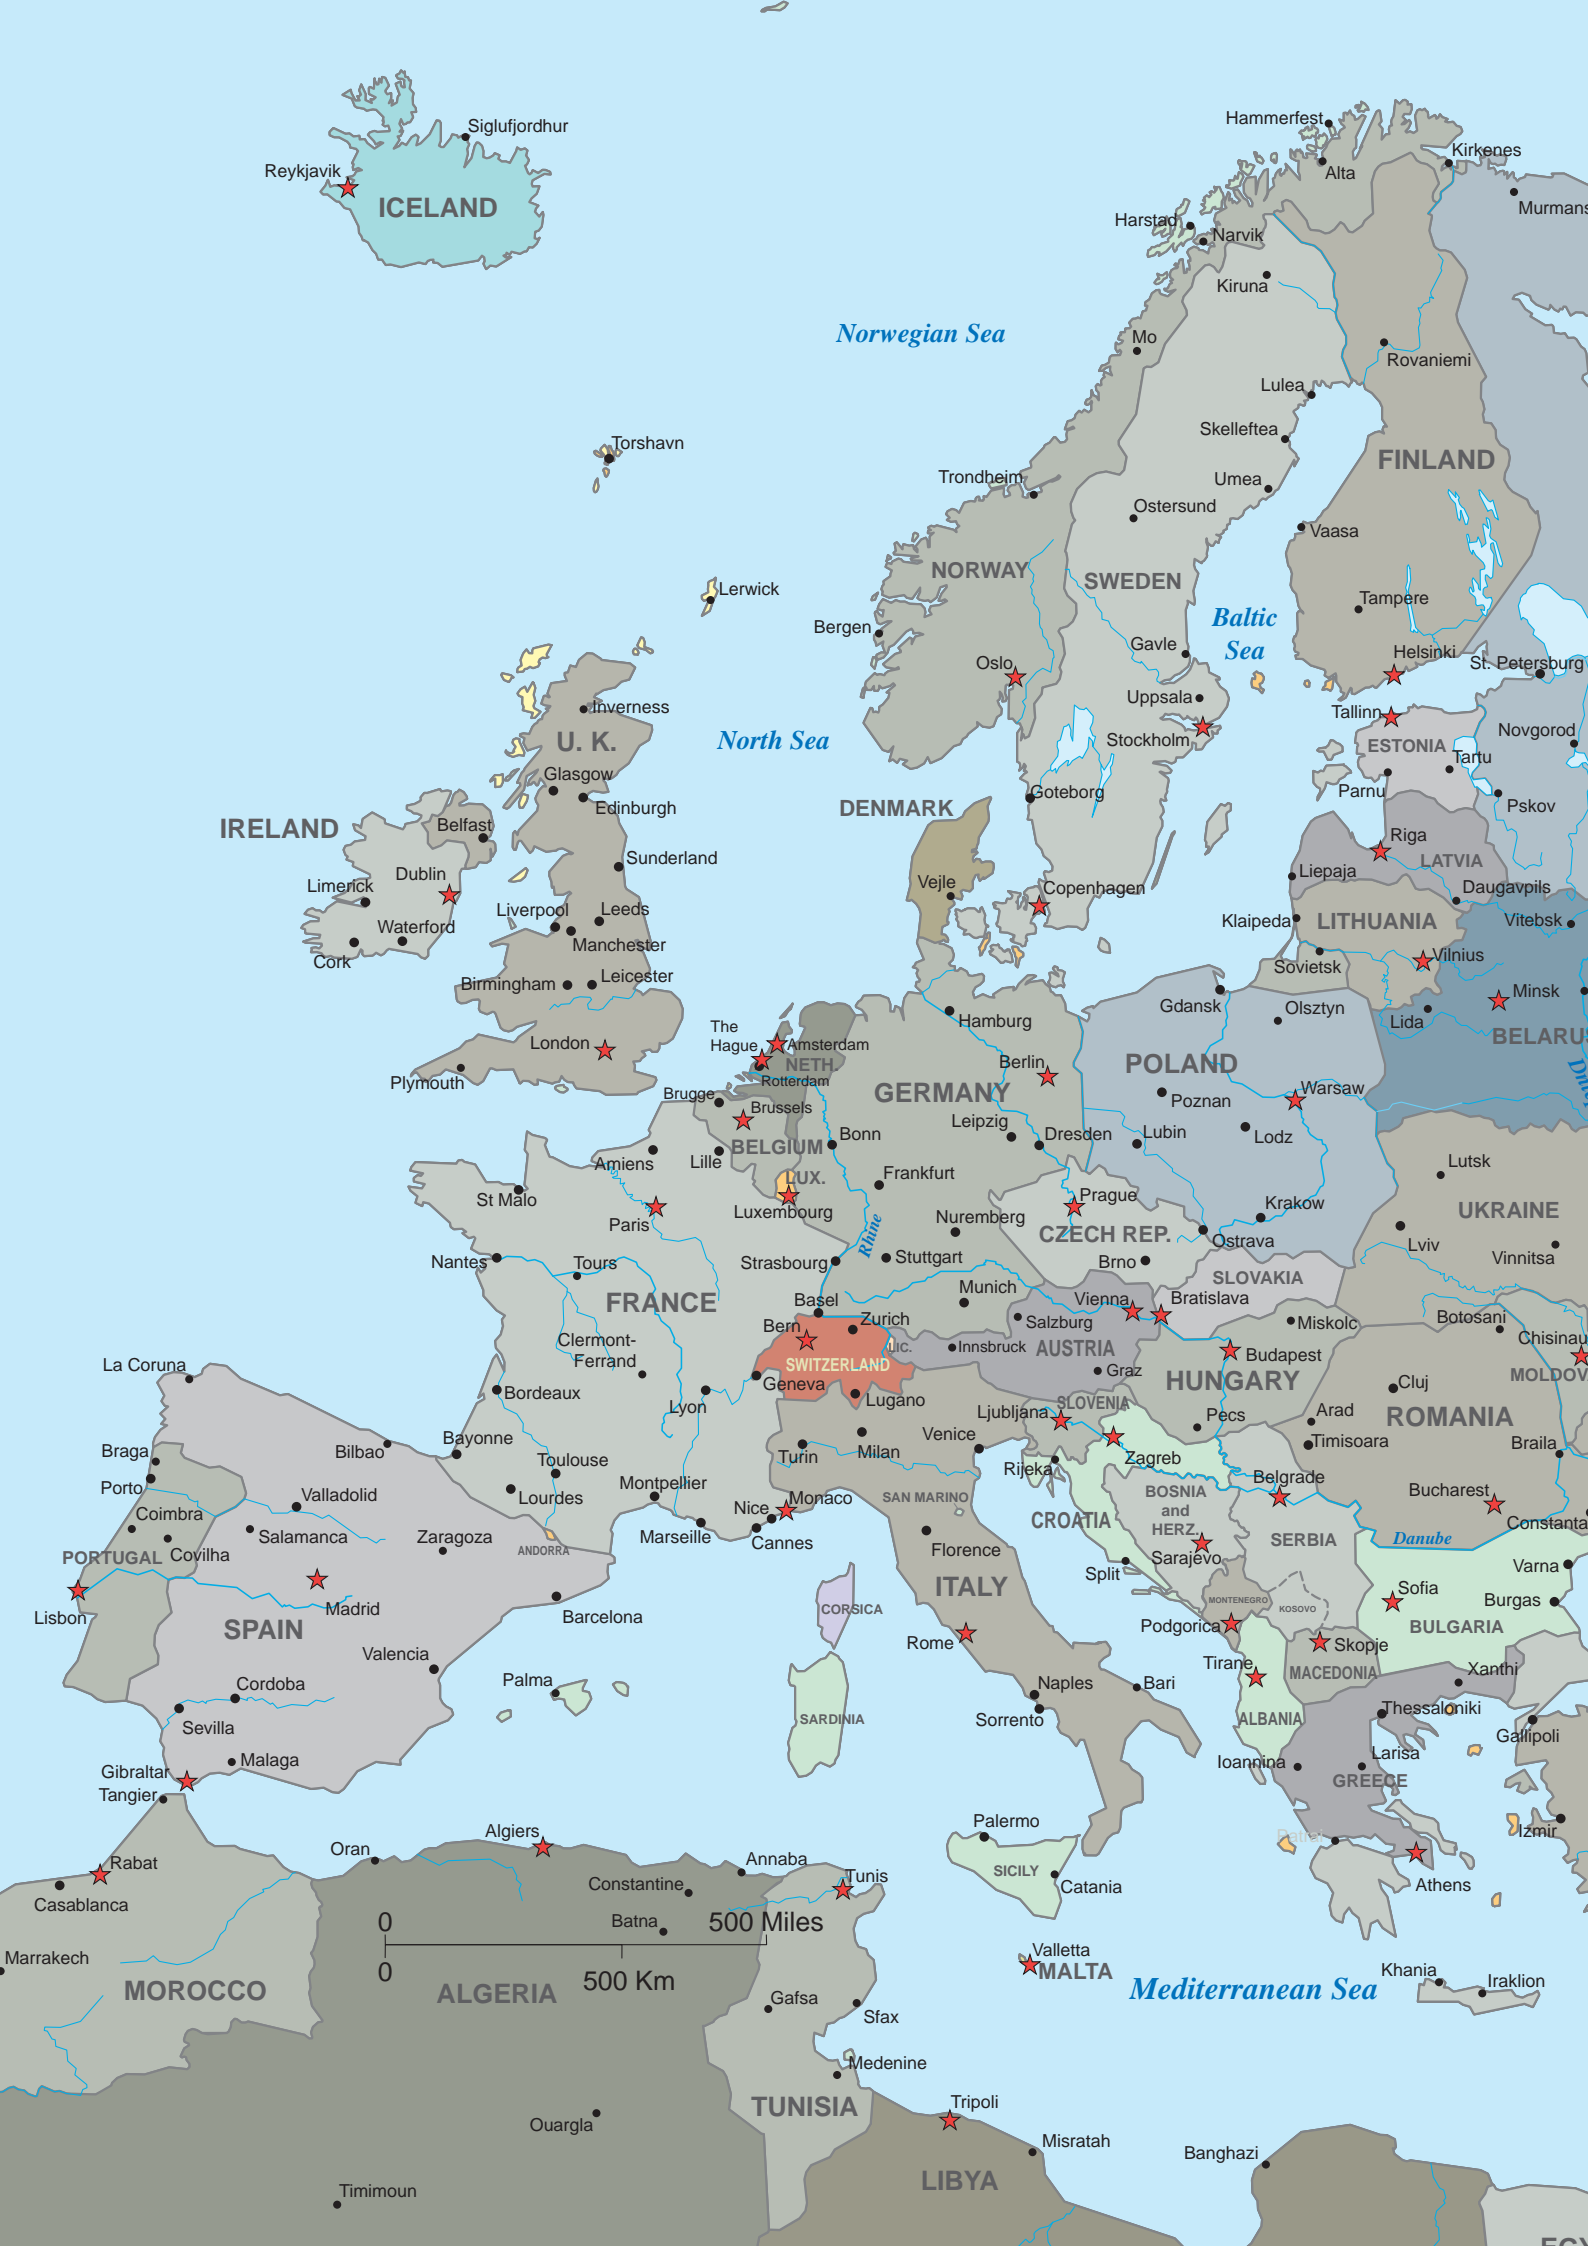 Siglufjordhur
Reykjavik
ICELAND
Hammerfest
Kirkenes
Alta
Murmans
Harstad
Narvik
Kiruna
Norwegian Sea
Mo
Rovaniemi
Lulea
Skelleftea
Torshavn
FINLAND
Trondheim
Umea
Ostersund
Vaasa
NORWAY
SWEDEN
Lerwick
Tampere
Baltic
Sea
Bergen
Gavle
Helsinki
Oslo
St. Petersburg
Uppsala
Inverness
Tallinn
Novgorod
North Sea
U. K.
Stockholm
ESTONIA
Tartu
Glasgow
Parnu
Goteborg
Edinburgh
DENMARK
Pskov
IRELAND
Belfast
Riga
Sunderland
LATVIA
Dublin
Liepaja
Limerick
Vejle
Copenhagen
Daugavpils
Liverpool
Leeds
Klaipeda
LITHUANIA
Vitebsk
Waterford
Manchester
Cork
Vilnius
Sovietsk
Birmingham
Leicester
Minsk
Gdansk
Olsztyn
The
Hague
Hamburg
Lida
London
Amsterdam
BELARUS
NETH.
Berlin
POLAND
Plymouth
Rotterdam
GERMANY
Warsaw
Brugge
Brussels
Poznan
Leipzig
Bonn
Dresden
Lubin
Lodz
BELGIUM
Amiens
Lille
Lutsk
LUX.
Frankfurt
St Malo
Prague
Krakow
Luxembourg
UKRAINE
Paris
Nuremberg
CZECH REP.
Rhine
Ostrava
Lviv
Nantes
Tours
Strasbourg
Stuttgart
Brno
Vinnitsa
SLOVAKIA
Munich
FRANCE
Basel
Vienna
Bratislava
Bern
Zurich
Salzburg
Miskolc
Botosani
Chisinau
Clermont-
Ferrand
SWITZERLAND
LIC.
Innsbruck
AUSTRIA
Budapest
La Coruna
Graz
HUNGARY
MOLDOV
Bordeaux
Geneva
Cluj
Lyon
Lugano
SLOVENIA
Ljubljana
Pecs
Arad
ROMANIA
Bayonne
Braga
Bilbao
Turin
Milan
Venice
Zagreb
Timisoara
Braila
Toulouse
Rijeka
Porto
Montpellier
Belgrade
Valladolid
Lourdes
Monaco
SAN MARINO
BOSNIA
and
HERZ.
Bucharest
Coimbra
Nice
CROATIA
Constanta
Salamanca
Zaragoza
Marseille
Cannes
Danube
SERBIA
PORTUGAL
Covilha
ANDORRA
Florence
Sarajevo
Varna
Split
Lisbon
Madrid
ITALY
Sofia
Burgas
Barcelona
CORSICA
MONTENEGRO
KOSOVO
SPAIN
Podgorica
BULGARIA
Rome
Skopje
Valencia
Tirane
MACEDONIA
Xanthi
Palma
Cordoba
Naples
Bari
Thessaloniki
Sevilla
SARDINIA
Sorrento
ALBANIA
Gallipoli
Malaga
Ioannina
Larisa
Gibraltar
GREECE
Tangier
Palermo
Patrai
Izmir
Algiers
Oran
Rabat
Annaba
SICILY
Tunis
Constantine
Catania
Athens
Casablanca
0
Batna
500 Miles
Valletta
Marrakech
MALTA
0
500 Km
Khania
Iraklion
MOROCCO
ALGERIA
Mediterranean Sea
Gafsa
Sfax
Medenine
Tripoli
TUNISIA
Ouargla
Misratah
Banghazi
LIBYA
Timimoun